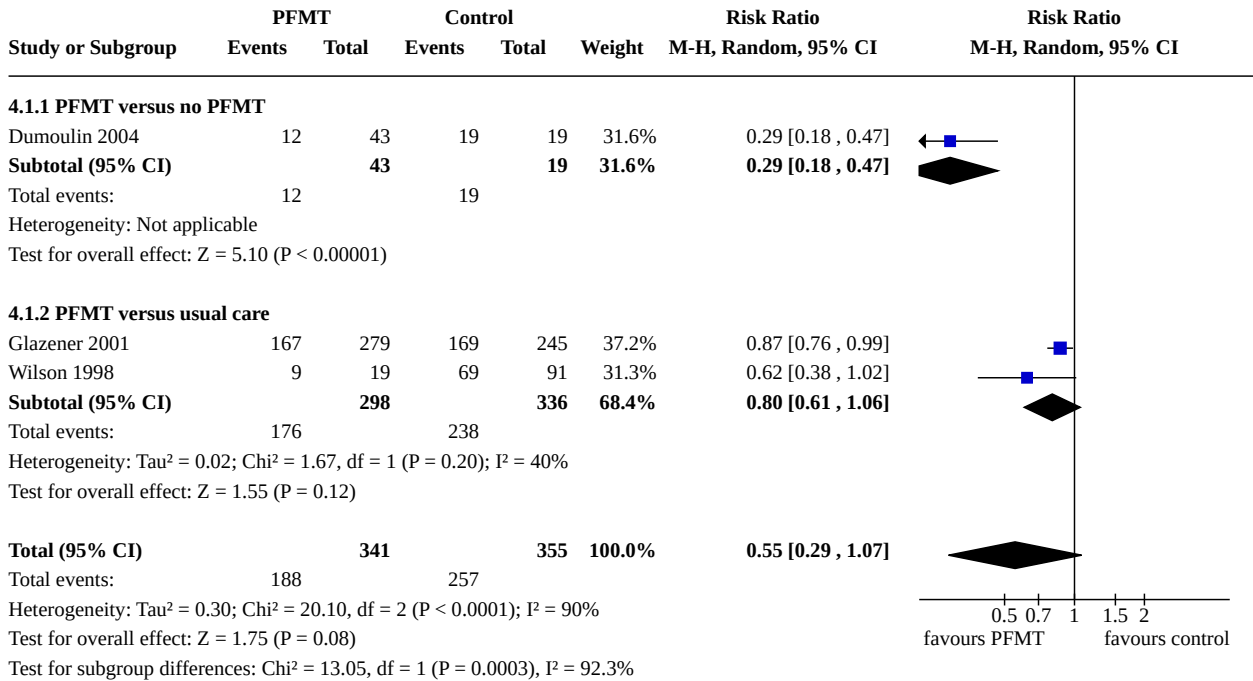 PFMT Control Risk Ratio Risk Ratio
Study or Subgroup Events Total Events Total Weight M-H, Random, 95% CI M-H, Random, 95% CI
4.1.1 PFMT versus no PFMT
Dumoulin 2004 12 43 19 19 31.6% 0.29 [0.18 , 0.47]
Subtotal (95% CI) 43 19 31.6% 0.29 [0.18 , 0.47]
Total events: 12 19
Heterogeneity: Not applicable
Test for overall effect: Z = 5.10 (P < 0.00001)
4.1.2 PFMT versus usual care
Glazener 2001 167 279 169 245 37.2% 0.87 [0.76 , 0.99]
Wilson 1998 9 19 69 91 31.3% 0.62 [0.38 , 1.02]
Subtotal (95% CI) 298 336 68.4% 0.80 [0.61 , 1.06]
Total events: 176 238
Heterogeneity: Tau² = 0.02; Chi² = 1.67, df = 1 (P = 0.20); I² = 40%
Test for overall effect: Z = 1.55 (P = 0.12)
Total (95% CI) 341 355 100.0% 0.55 [0.29 , 1.07]
Total events: 188 257
Heterogeneity: Tau² = 0.30; Chi² = 20.10, df = 2 (P < 0.0001); I² = 90%
0.5 0.7 1 1.5 2
Test for overall effect: Z = 1.75 (P = 0.08) favours PFMT favours control
Test for subgroup differences: Chi² = 13.05, df = 1 (P = 0.0003), I² = 92.3%